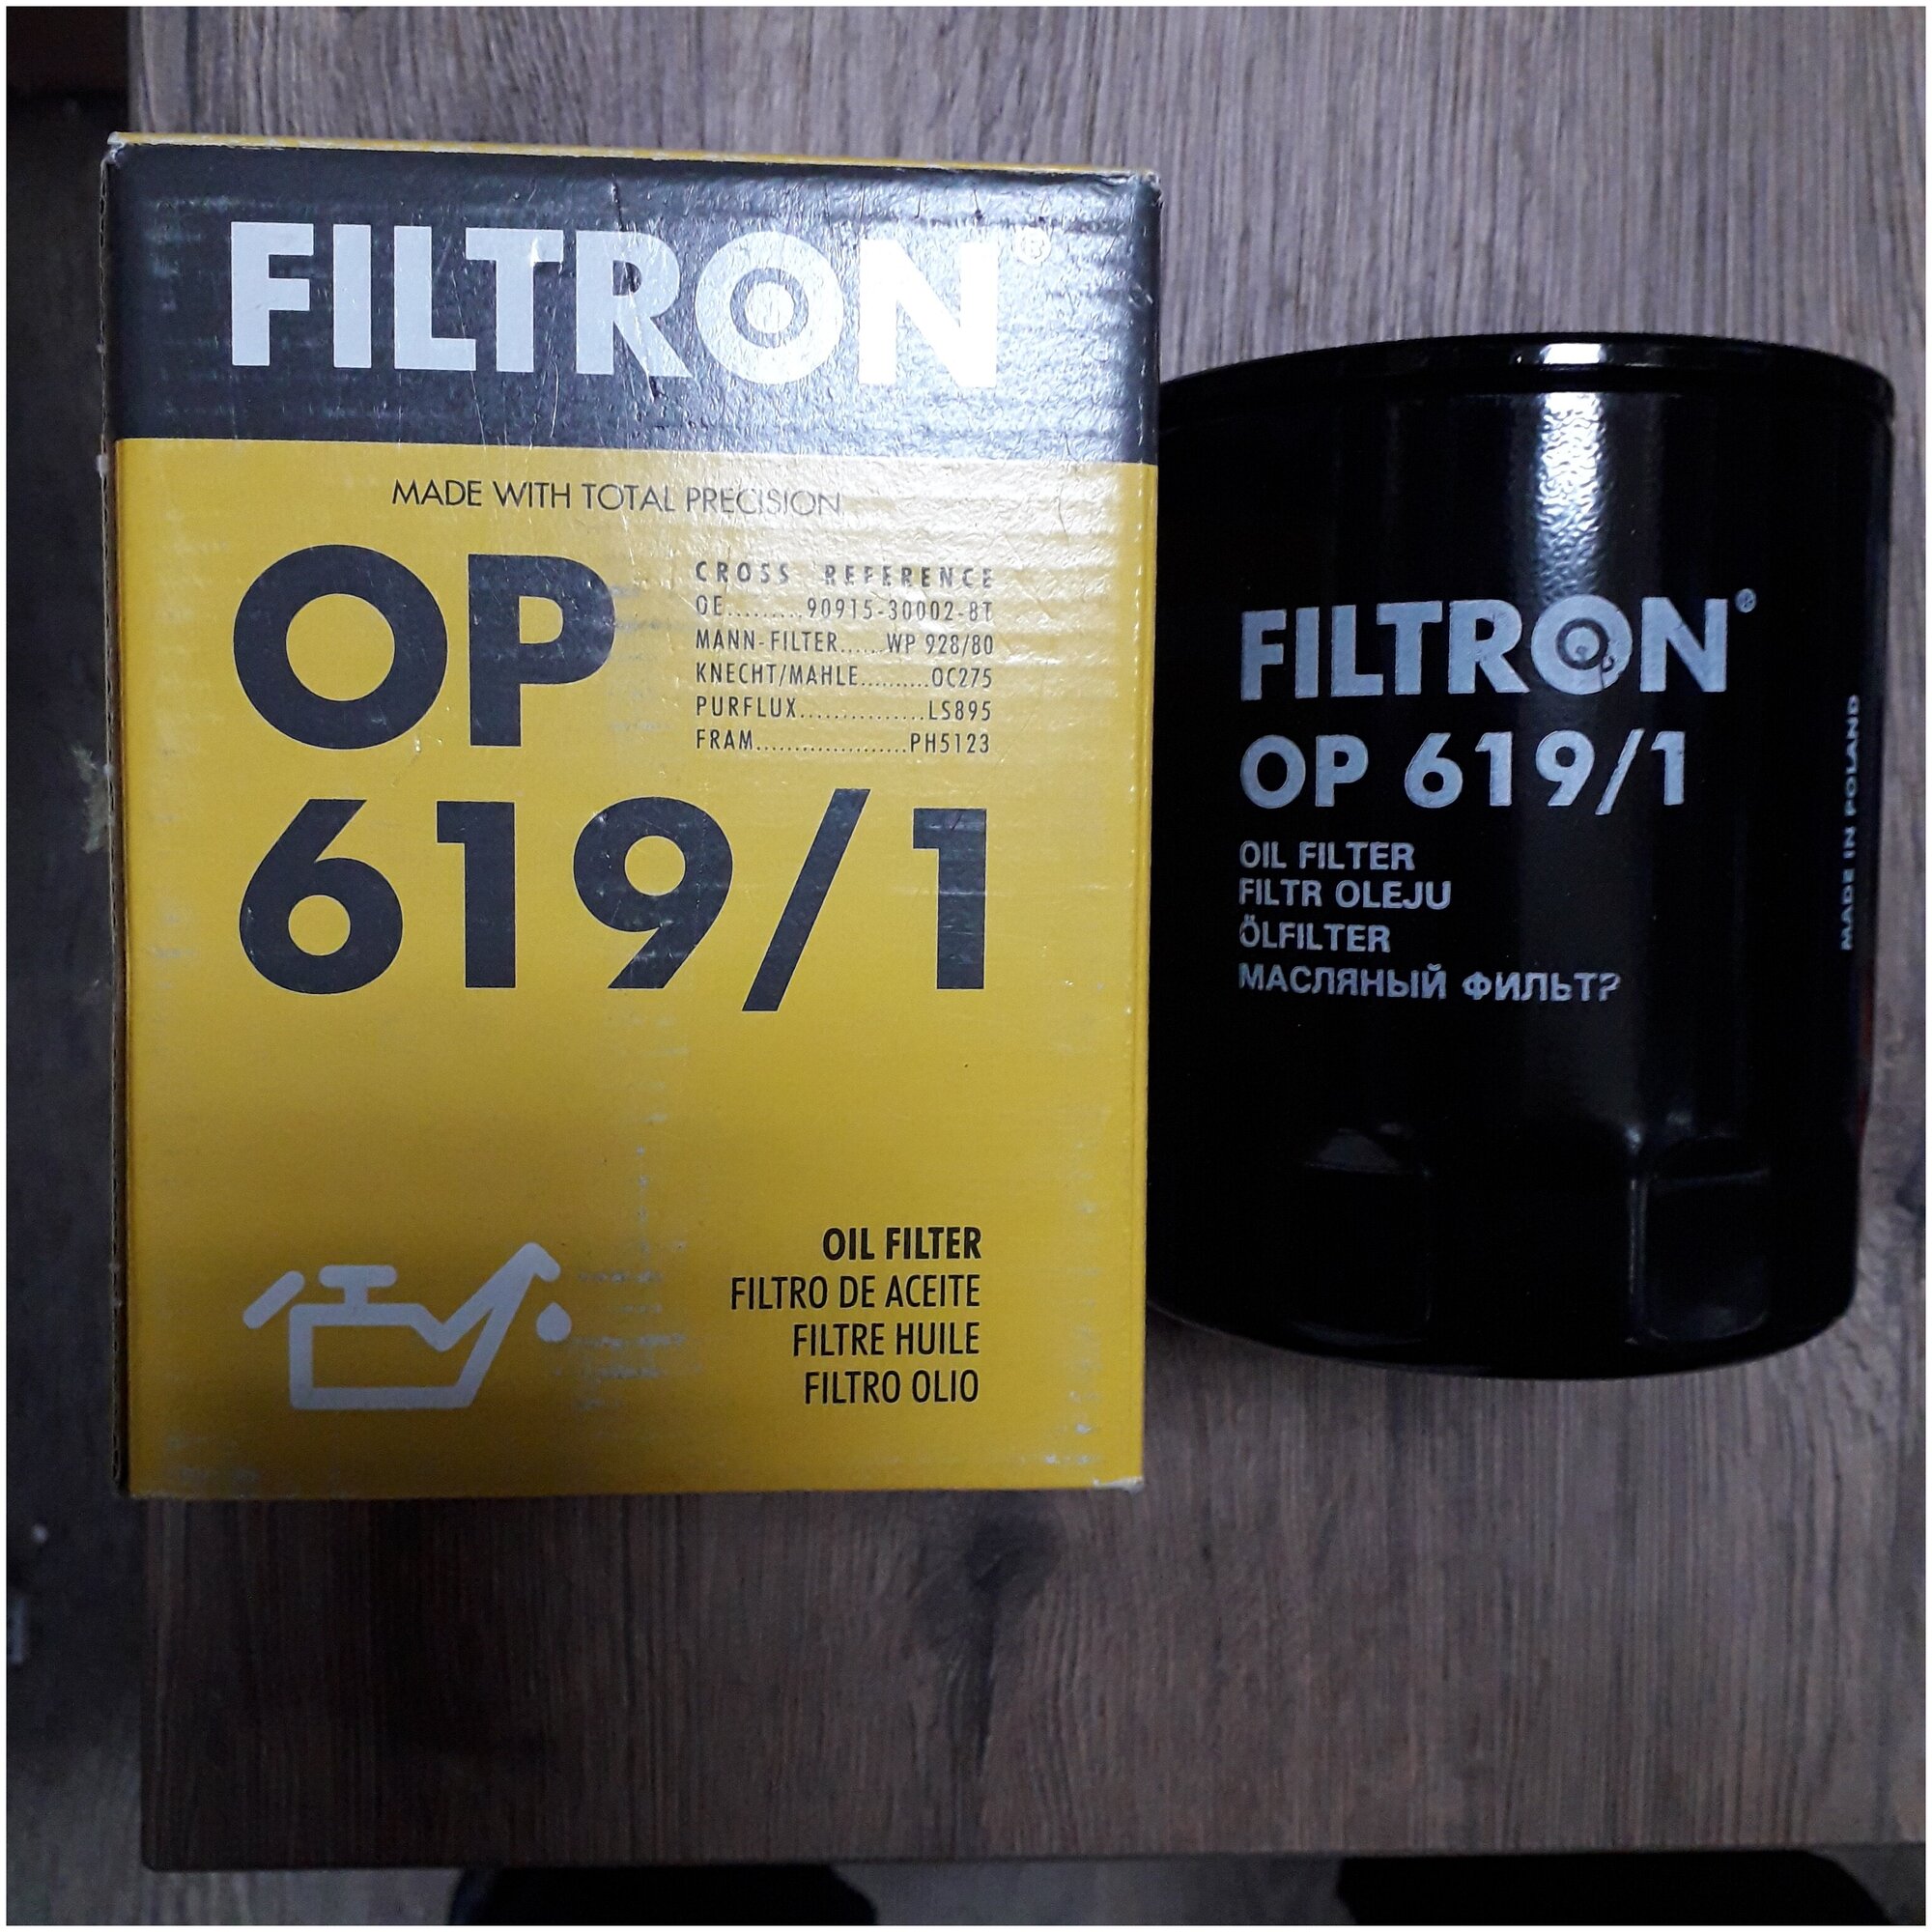 FILTRON®
MADE WITH TOTAL PRECISION
OP
619/1
CROSS REFERENCE
OE.........90915-30002-8T
MANN-FILTER......WP 928/80
KNECHT/MAHLE..........OC275
PURFLUX................LS895
FRAM....................PH5123
OIL FILTER
FILTRO DE ACEITE
FILTRE HUILE
FILTRO OLIO
FILTRON®
OP 619/1
OIL FILTER
FILTR OLEJU
ÖLFILTER
МАСЛЯНЫЙ ФИЛЬТР
MADE IN POLAND